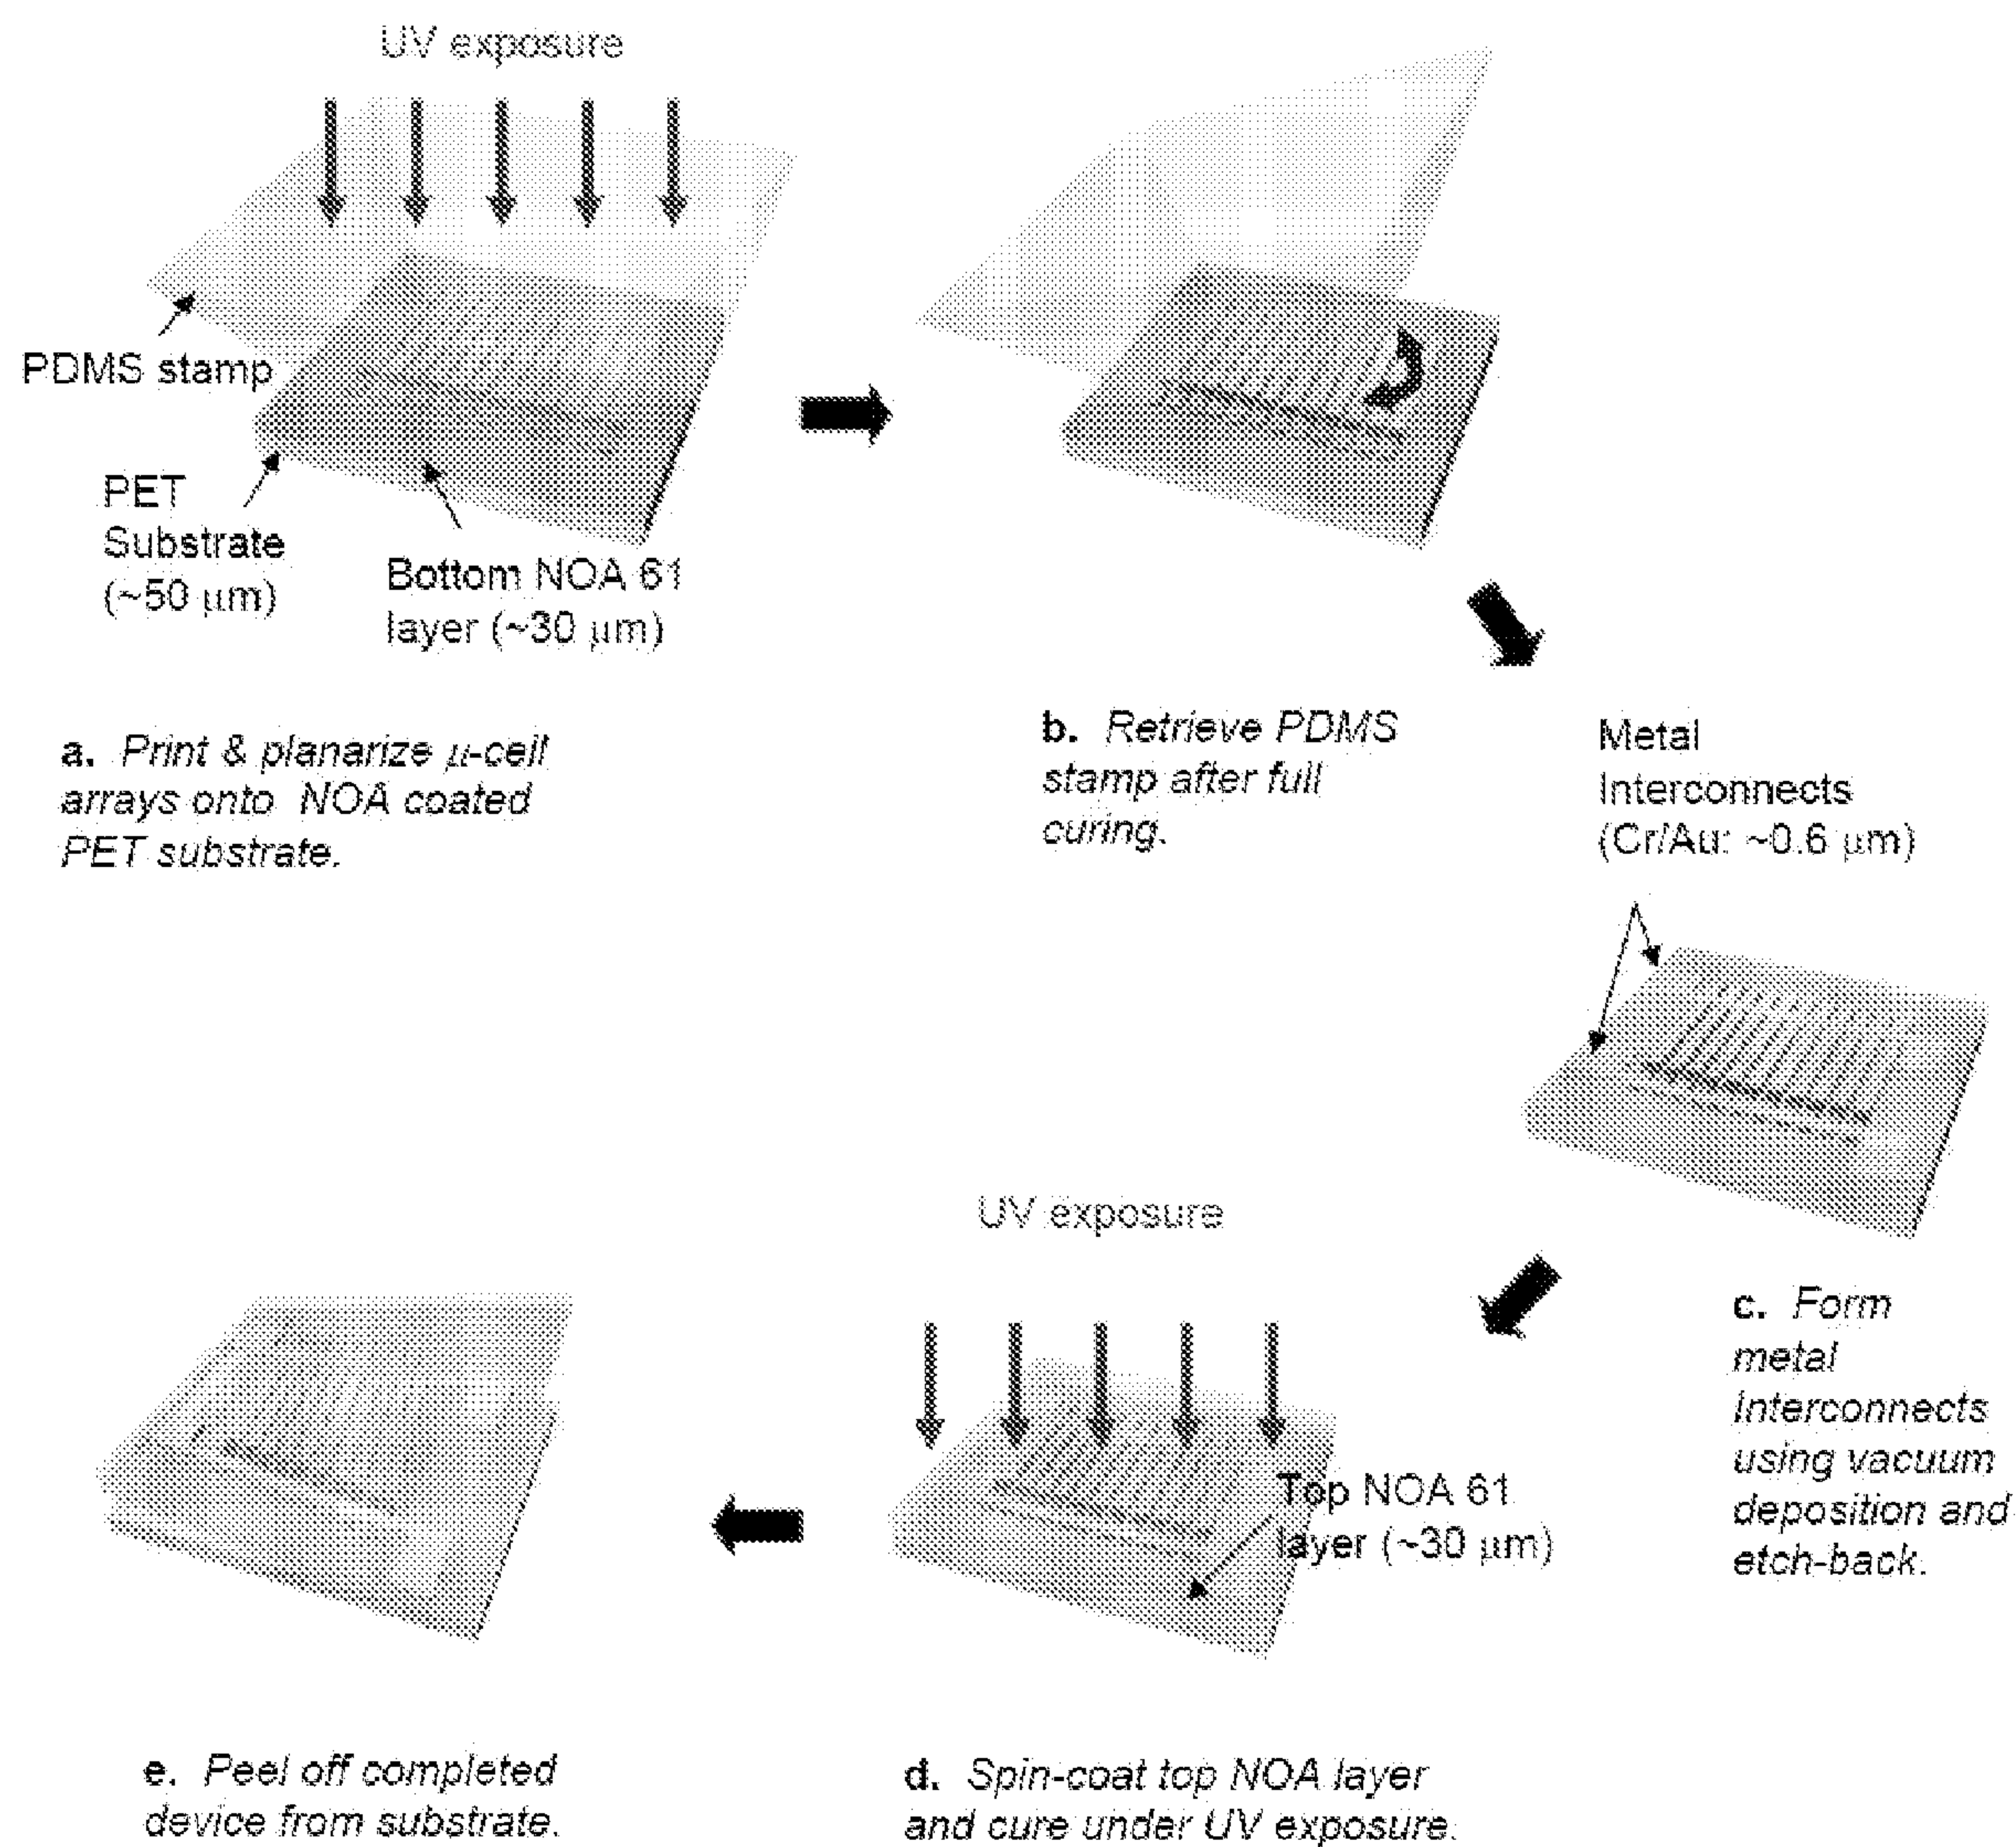 UV exposure
PDMS stamp
PET
Substrate
(~50 μm)
Bottom NOA 61
layer (~30 μm)
a. Print & planarize μ-cell
arrays onto NOA coated
PET substrate.
b. Retrieve PDMS
stamp after full
curing.
Metal
Interconnects
(Cr/Au: ~0.6 μm)
c. Form
metal
Interconnects
using vacuum
deposition and
etch-back.
UV exposure
Top NOA 61
layer (~30 μm)
d. Spin-coat top NOA layer
and cure under UV exposure.
e. Peel off completed
device from substrate.